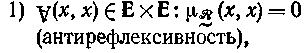 1) ∀(x, x) ∈ E × E : μ_ℛ (x, x) = 0
(антирефлексивность),